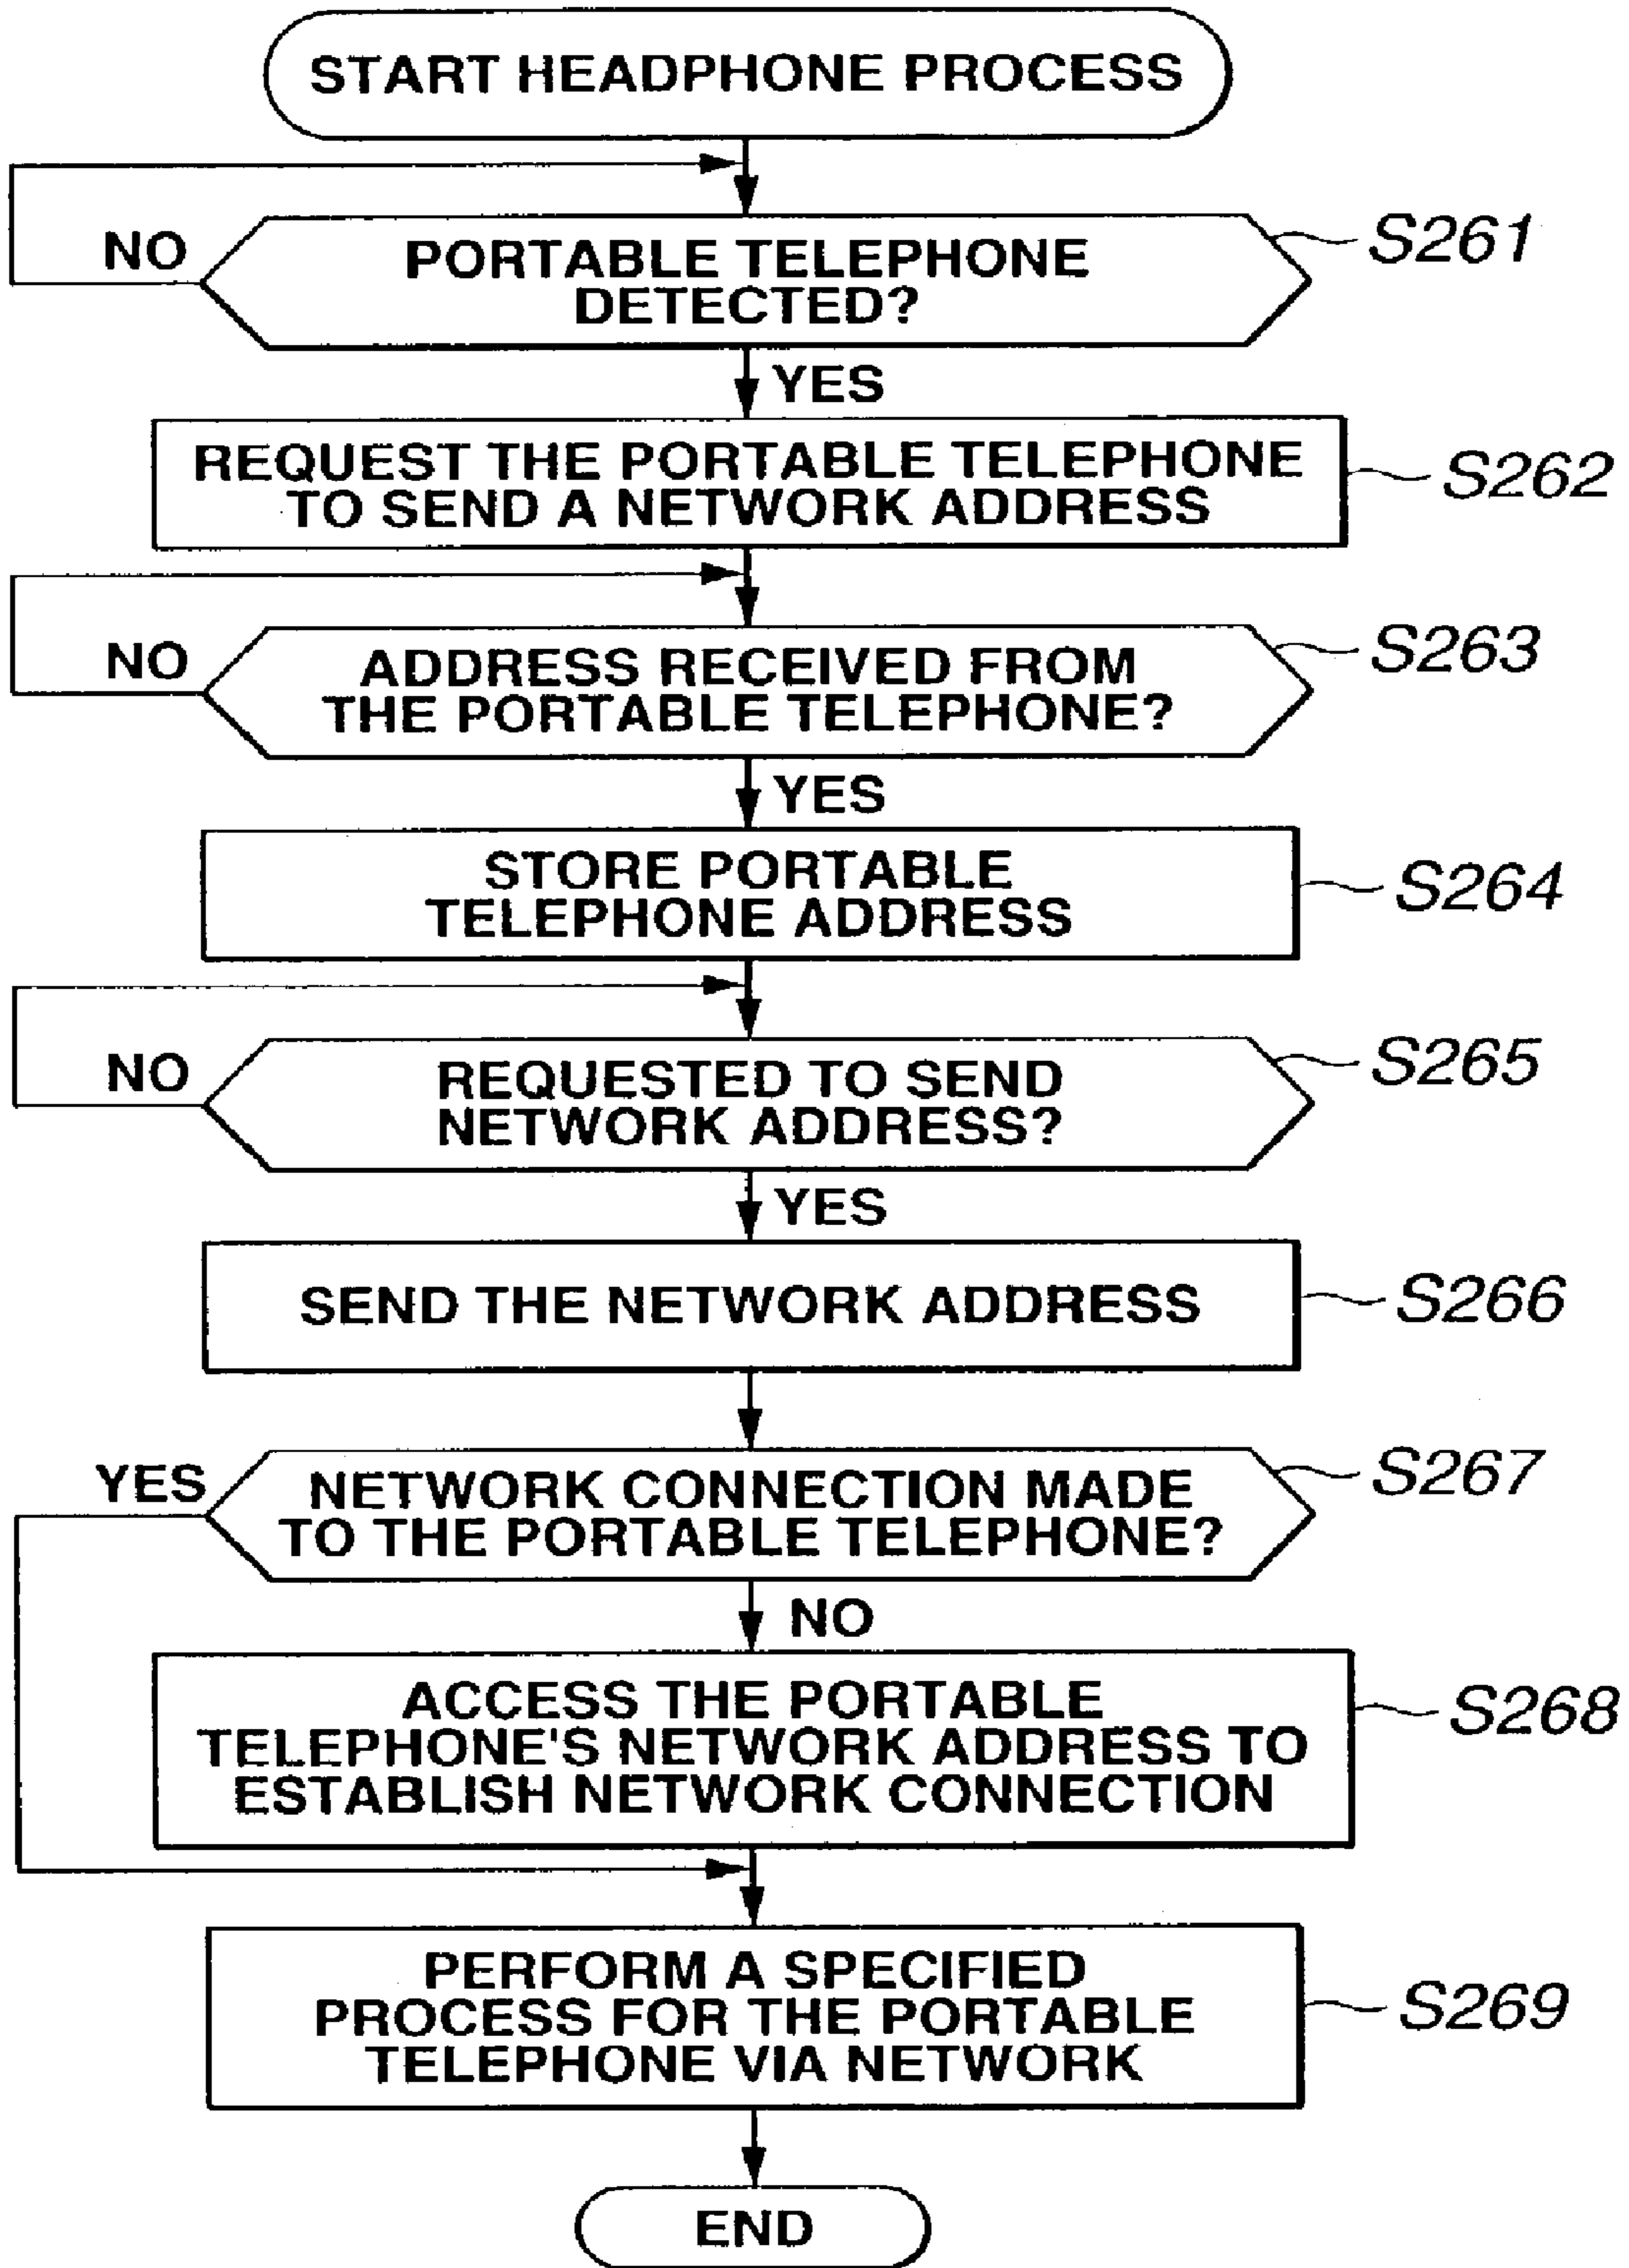 START HEADPHONE PROCESS
NO
PORTABLE TELEPHONE
DETECTED?
S261
YES
REQUEST THE PORTABLE TELEPHONE
TO SEND A NETWORK ADDRESS
S262
NO
ADDRESS RECEIVED FROM
THE PORTABLE TELEPHONE?
S263
YES
STORE PORTABLE
TELEPHONE ADDRESS
S264
NO
REQUESTED TO SEND
NETWORK ADDRESS?
S265
YES
SEND THE NETWORK ADDRESS
S266
YES
NETWORK CONNECTION MADE
TO THE PORTABLE TELEPHONE?
S267
NO
ACCESS THE PORTABLE
TELEPHONE'S NETWORK ADDRESS TO
ESTABLISH NETWORK CONNECTION
S268
PERFORM A SPECIFIED
PROCESS FOR THE PORTABLE
TELEPHONE VIA NETWORK
S269
END